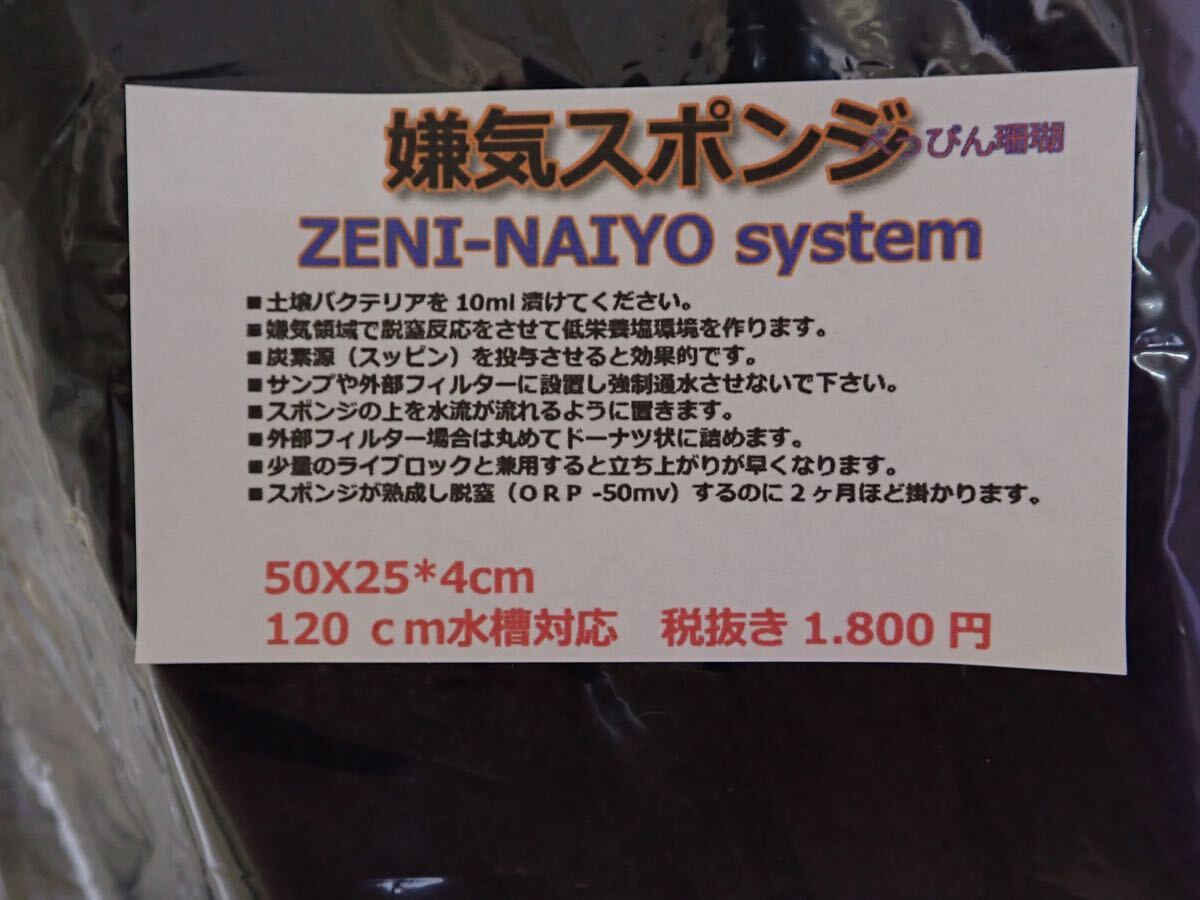 嫌気スポンジ べっぴん珊瑚
ZENI-NAIYO system
■土壌バクテリアを10ml漬けてください。
■嫌気領域で脱窒反応をさせて低栄養塩環境を作ります。
■炭素源（スッピン）を投与させると効果的です。
■サンプや外部フィルターに設置し強制通水させないで下さい。
■スポンジの上を水流が流れるように置きます。
■外部フィルター場合は丸めてドーナツ状に詰めます。
■少量のライブロックと兼用すると立ち上がりが早くなります。
■スポンジが熟成し脱窒（ＯＲＰ -50mv）するのに２ヶ月ほど掛かります。
50X25*4cm
120 ｃｍ水槽対応　税抜き 1.800 円